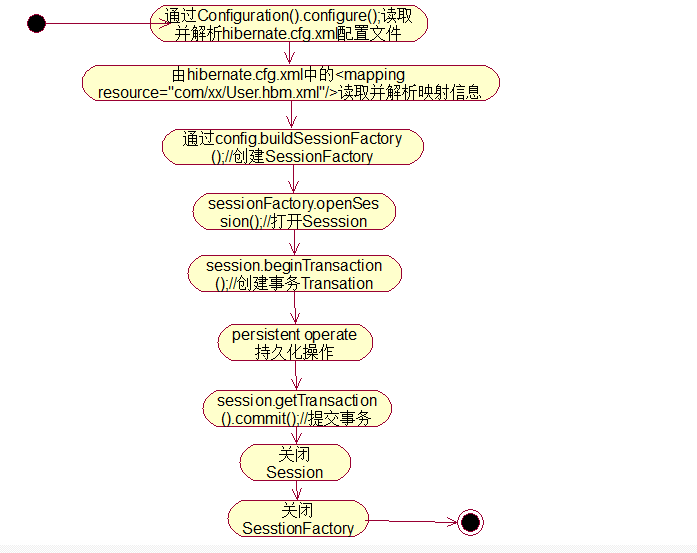 通过Configuration().configure();读取
并解析hibernate.cfg.xml配置文件
由hibernate.cfg.xml中的<mapping
resource="com/xx/User.hbm.xml"/>读取并解析映射信息
通过config.buildSessionFactory
();//创建SessionFactory
sessionFactory.openSes
sion();//打开Sesssion
session.beginTransaction
();//创建事务Transation
persistent operate
持久化操作
session.getTransaction
().commit();//提交事务
关闭
Session
关闭
SesstionFactory